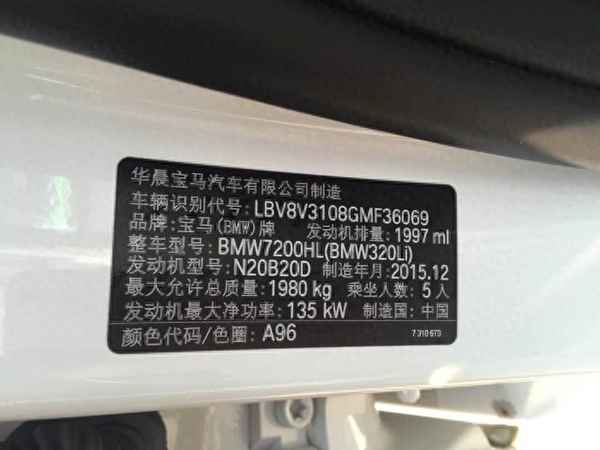 华晨宝马汽车有限公司制造
车辆识别代号: LBV8V3108GMF36069
品牌: 宝马(BMW)牌 发动机排量: 1997 ml
整车型号: BMW7200HL(BMW320Li)
发动机型号: N20B20D 制造年月: 2015.12
最大允许总质量: 1980 kg 乘坐人数: 5人
发动机最大净功率: 135 kW 制造国: 中国
颜色代码/色圈: A96 7 310 673